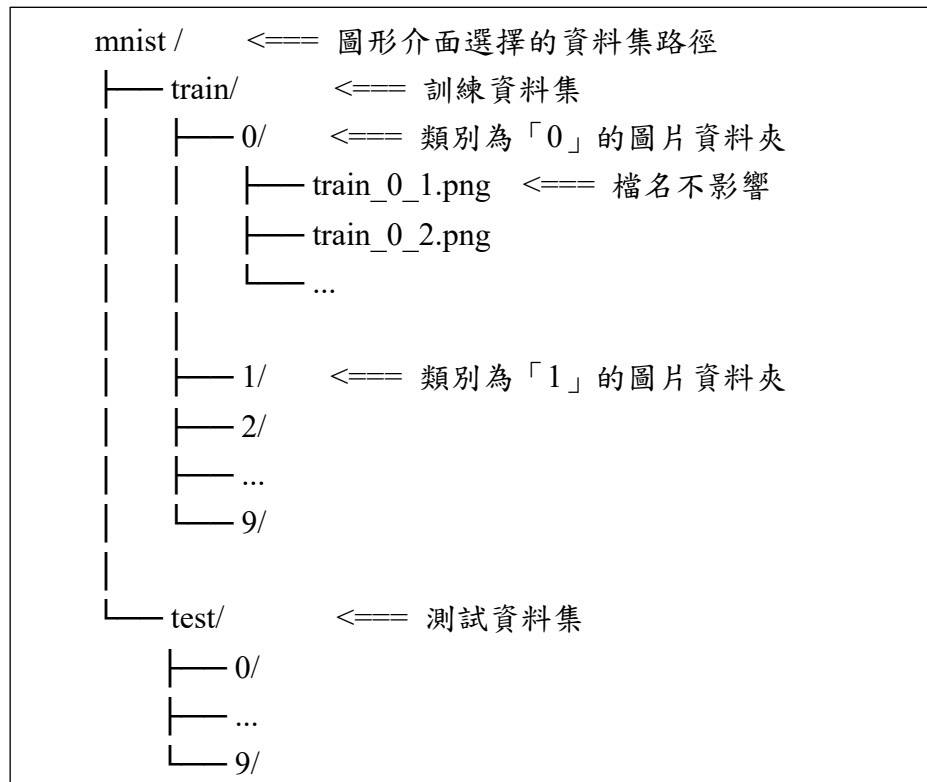 mnist / <=== 圖形介面選擇的資料集路徑
├── train/ <=== 訓練資料集
│ ├── 0/ <=== 類別為「0」的圖片資料夾
│ │ ├── train_0_1.png <=== 檔名不影響
│ │ ├── train_0_2.png
│ │ └── ...
│ │
│ ├── 1/ <=== 類別為「1」的圖片資料夾
│ ├── 2/
│ ├── ...
│ └── 9/
│
└── test/ <=== 測試資料集
├── 0/
├── ...
└── 9/